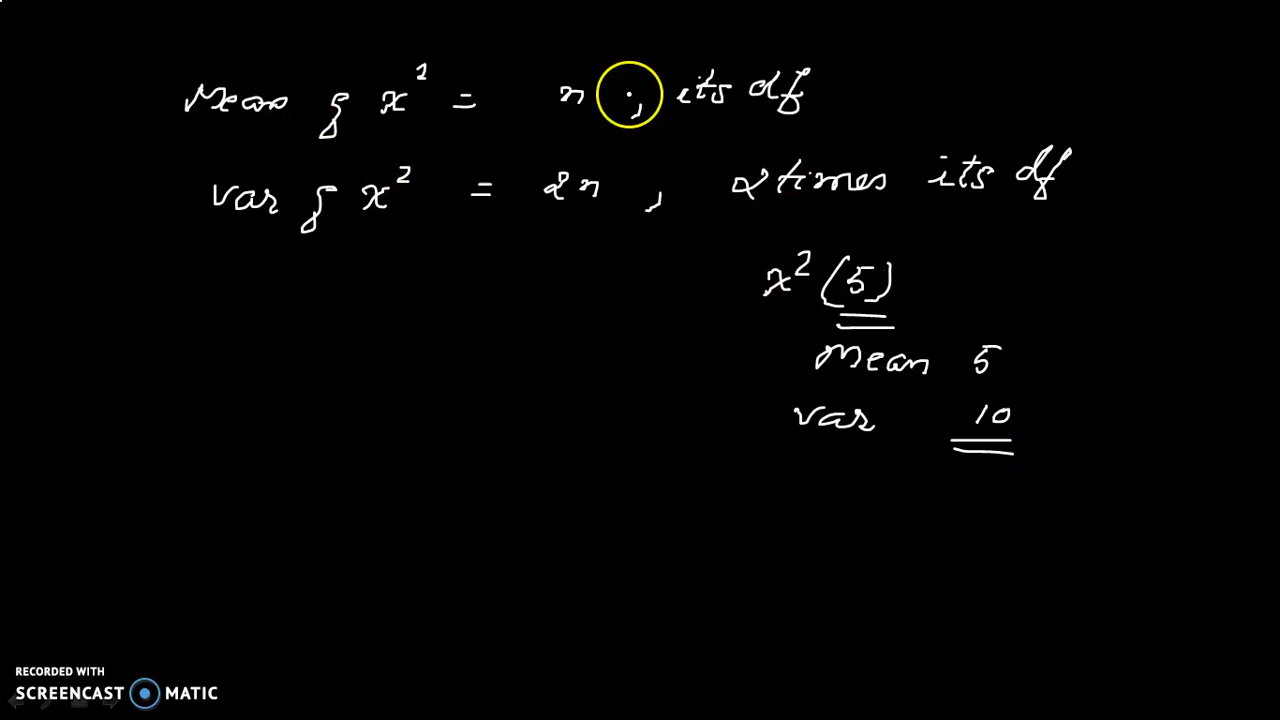 Mean of x² = n , its df
var of x² = 2n , 2 times its df
x² (5)
Mean 5
var 10
RECORDED WITH
SCREENCAST MATIC